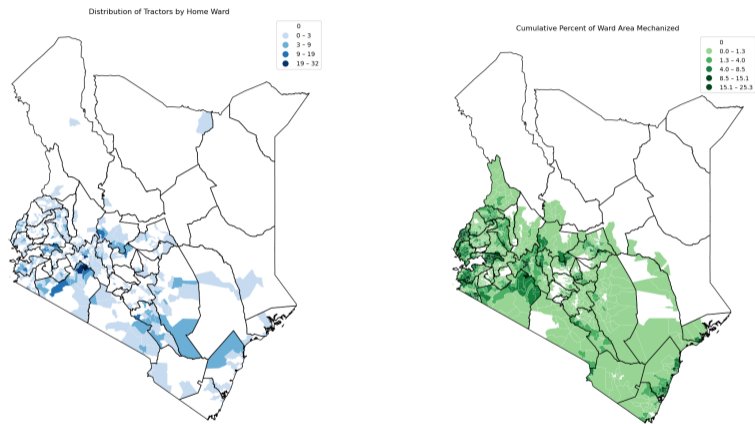 Distribution of Tractors by Home Ward
0
0 – 3
3 – 9
9 – 19
19 – 32
Cumulative Percent of Ward Area Mechanized
0
0.0 – 1.3
1.3 – 4.0
4.0 – 8.5
8.5 – 15.1
15.1 – 25.3